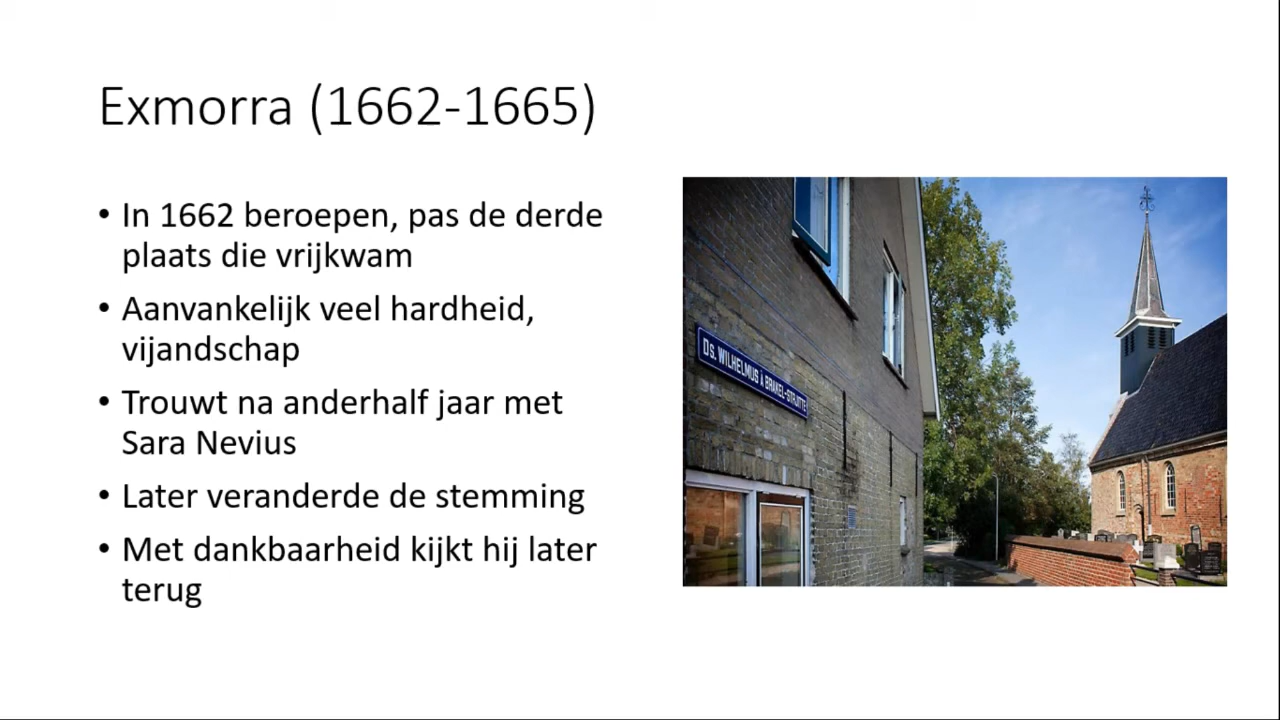 Exmorra (1662-1665)
• In 1662 beroepen, pas de derde
plaats die vrijkwam
• Aanvankelijk veel hardheid,
vijandschap
• Trouwt na anderhalf jaar met
Sara Nevius
• Later veranderde de stemming
• Met dankbaarheid kijkt hij later
terug
DS. WILHELMUS À BRAKEL-STRJITTE